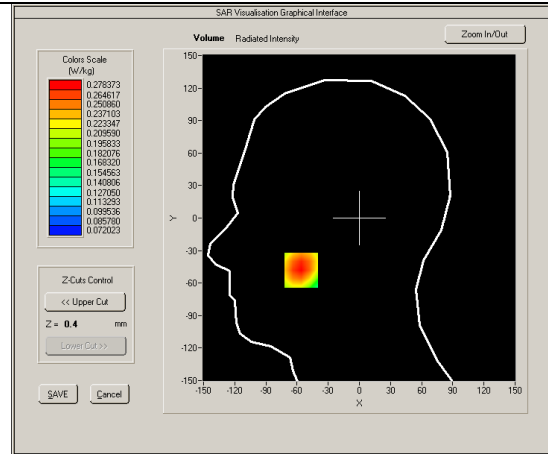 SAR Visualisation Graphical Interface
Volume Radiated Intensity
Zoom In/Out
Colors Scale
(W/kg)
0.278373
0.264617
0.250860
0.237103
0.223347
0.209590
0.195833
0.182076
0.168320
0.154563
0.140806
0.127050
0.113293
0.099536
0.085780
0.072023
Z-Cuts Control
<< Upper Cut
Z = 0.4 mm
Lower Cut >>
SAVE
Cancel
150
120
90
60
30
0
-30
-60
-90
-120
-150
Y
-150 -120 -90 -60 -30 0 30 60 90 120 150
X